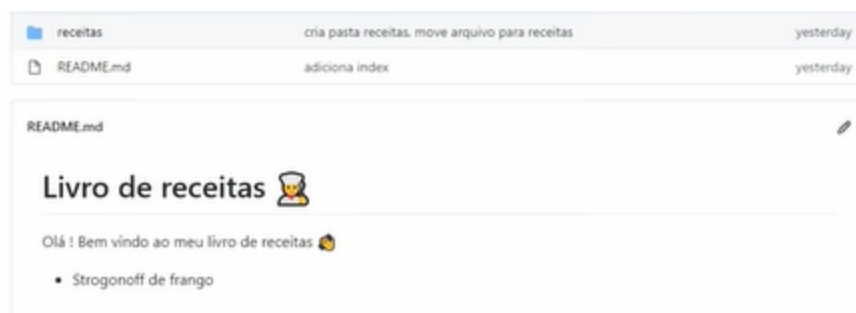 receitas cria pasta receitas, move arquivo para receitas yesterday
README.md adiciona index yesterday
README.md
Livro de receitas 👩‍🍳
Olá ! Bem vindo ao meu livro de receitas 👏
• Strogonoff de frango